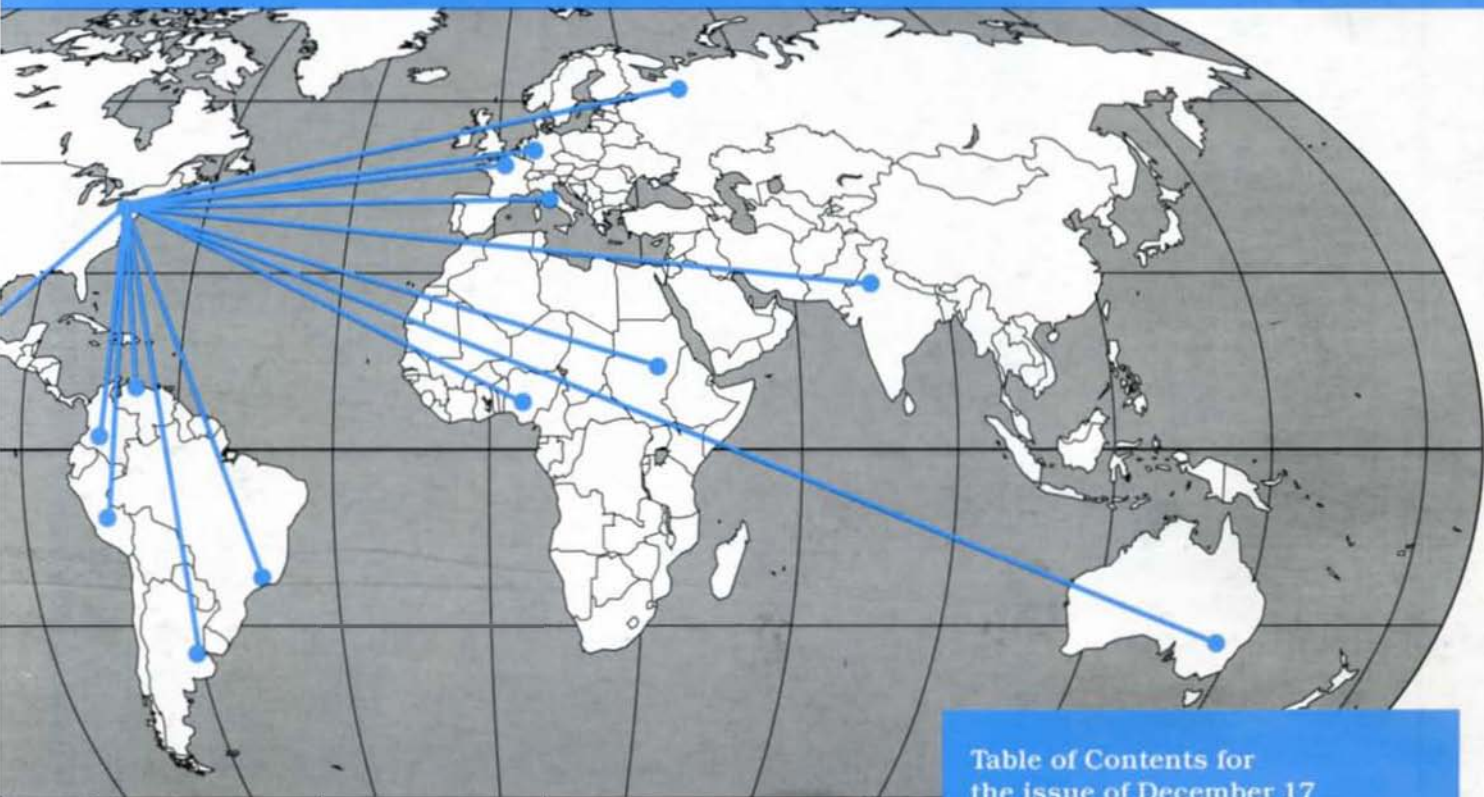 Table of Contents for
the issue of December 17